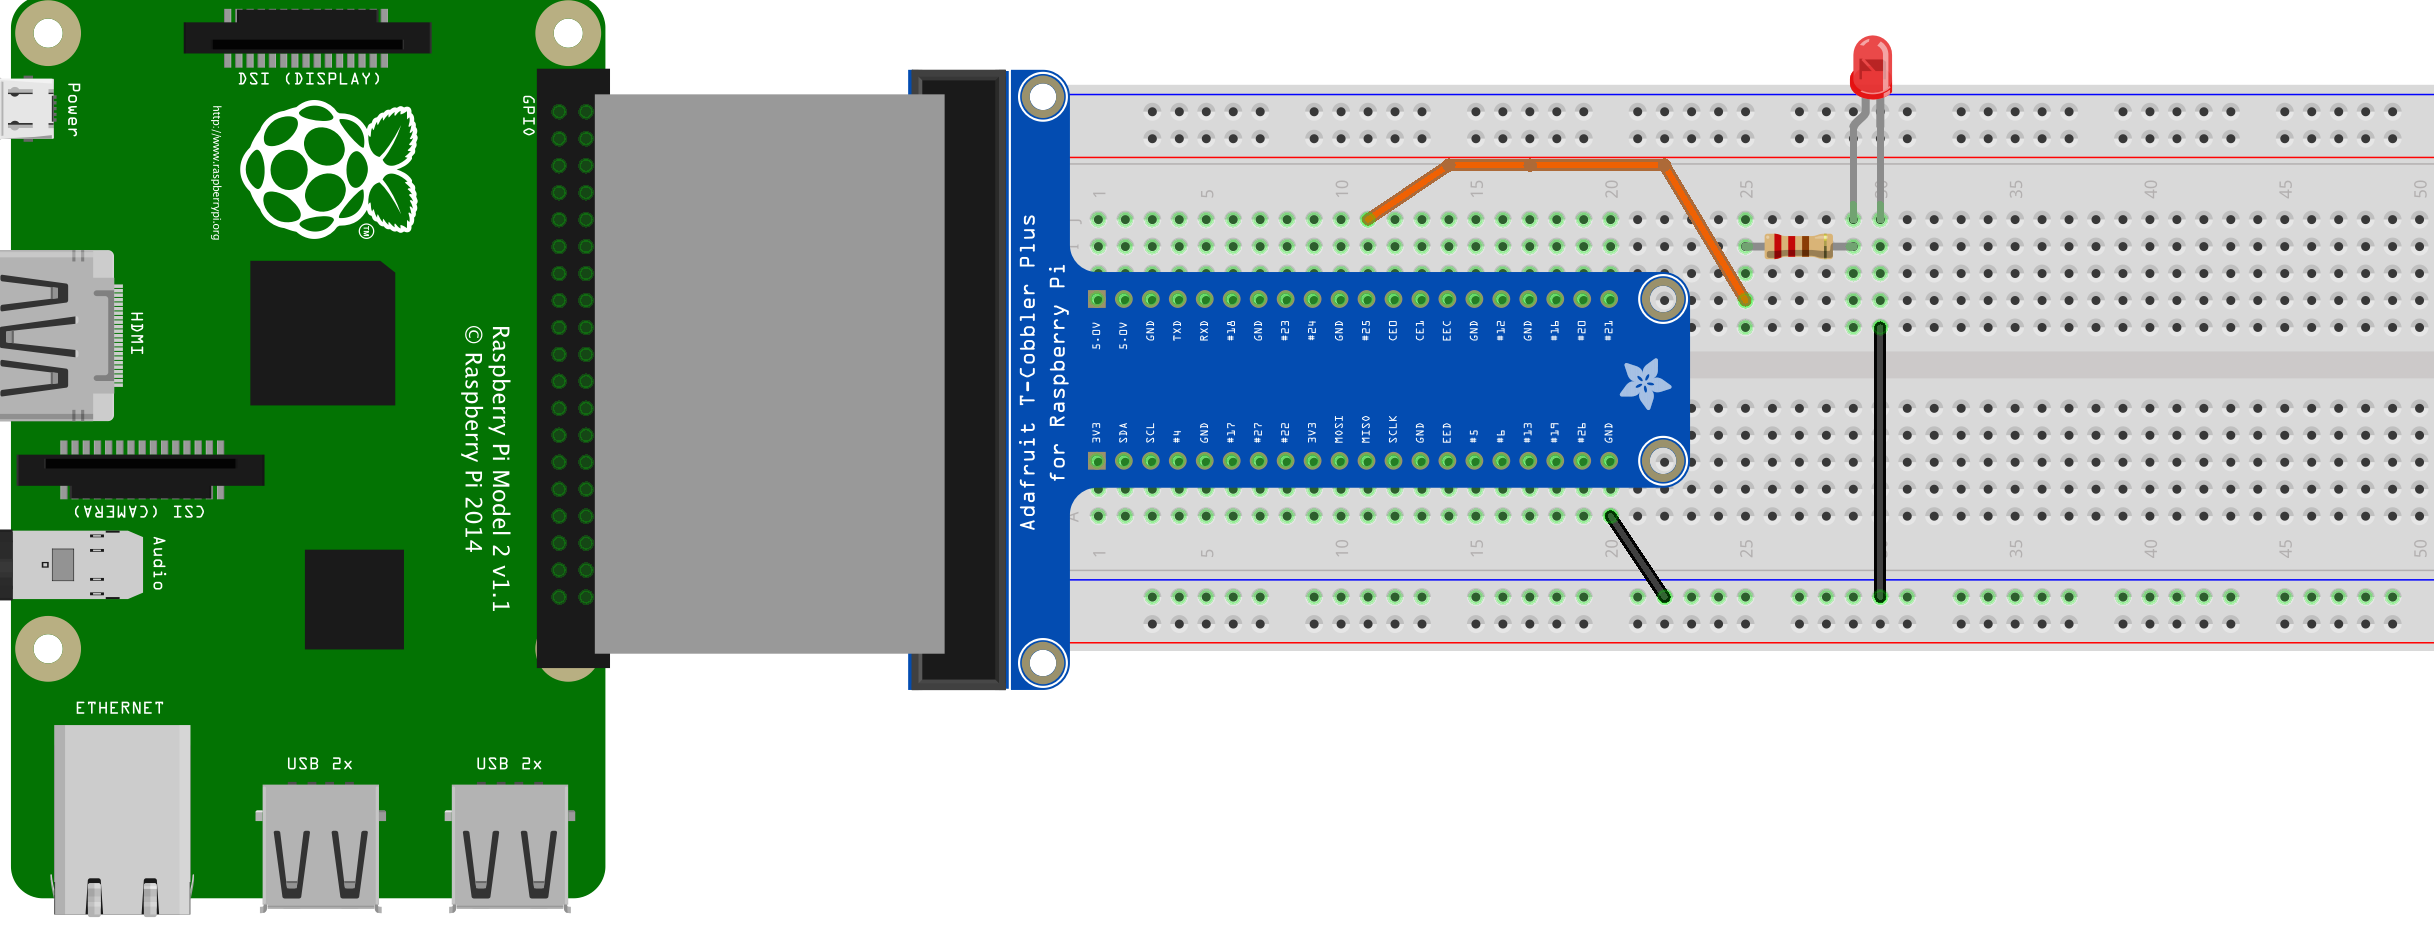 DSI (DISPLAY)
Power
GPIO
http://www.raspberrypi.org
TM
HDMI
Raspberry Pi Model 2 v1.1
© Raspberry Pi 2014
CSI (CAMERA)
Audio
ETHERNET
USB 2x
USB 2x
Adafruit T-Cobbler Plus
for Raspberry Pi
1 5 10 15 20 25 30 35 40 45 50
J
I
5.0V 5.0V GND TXD RXD #18 GND #23 #24 GND #25 CE0 CE1 EEC GND #12 GND #16 #20 #21
3V3 SDA SCL #4 GND #17 #27 #22 3V3 MOSI MISO SCLK GND EED #5 #6 #13 #19 #26 GND
A
1 5 10 15 20 25 30 35 40 45 50